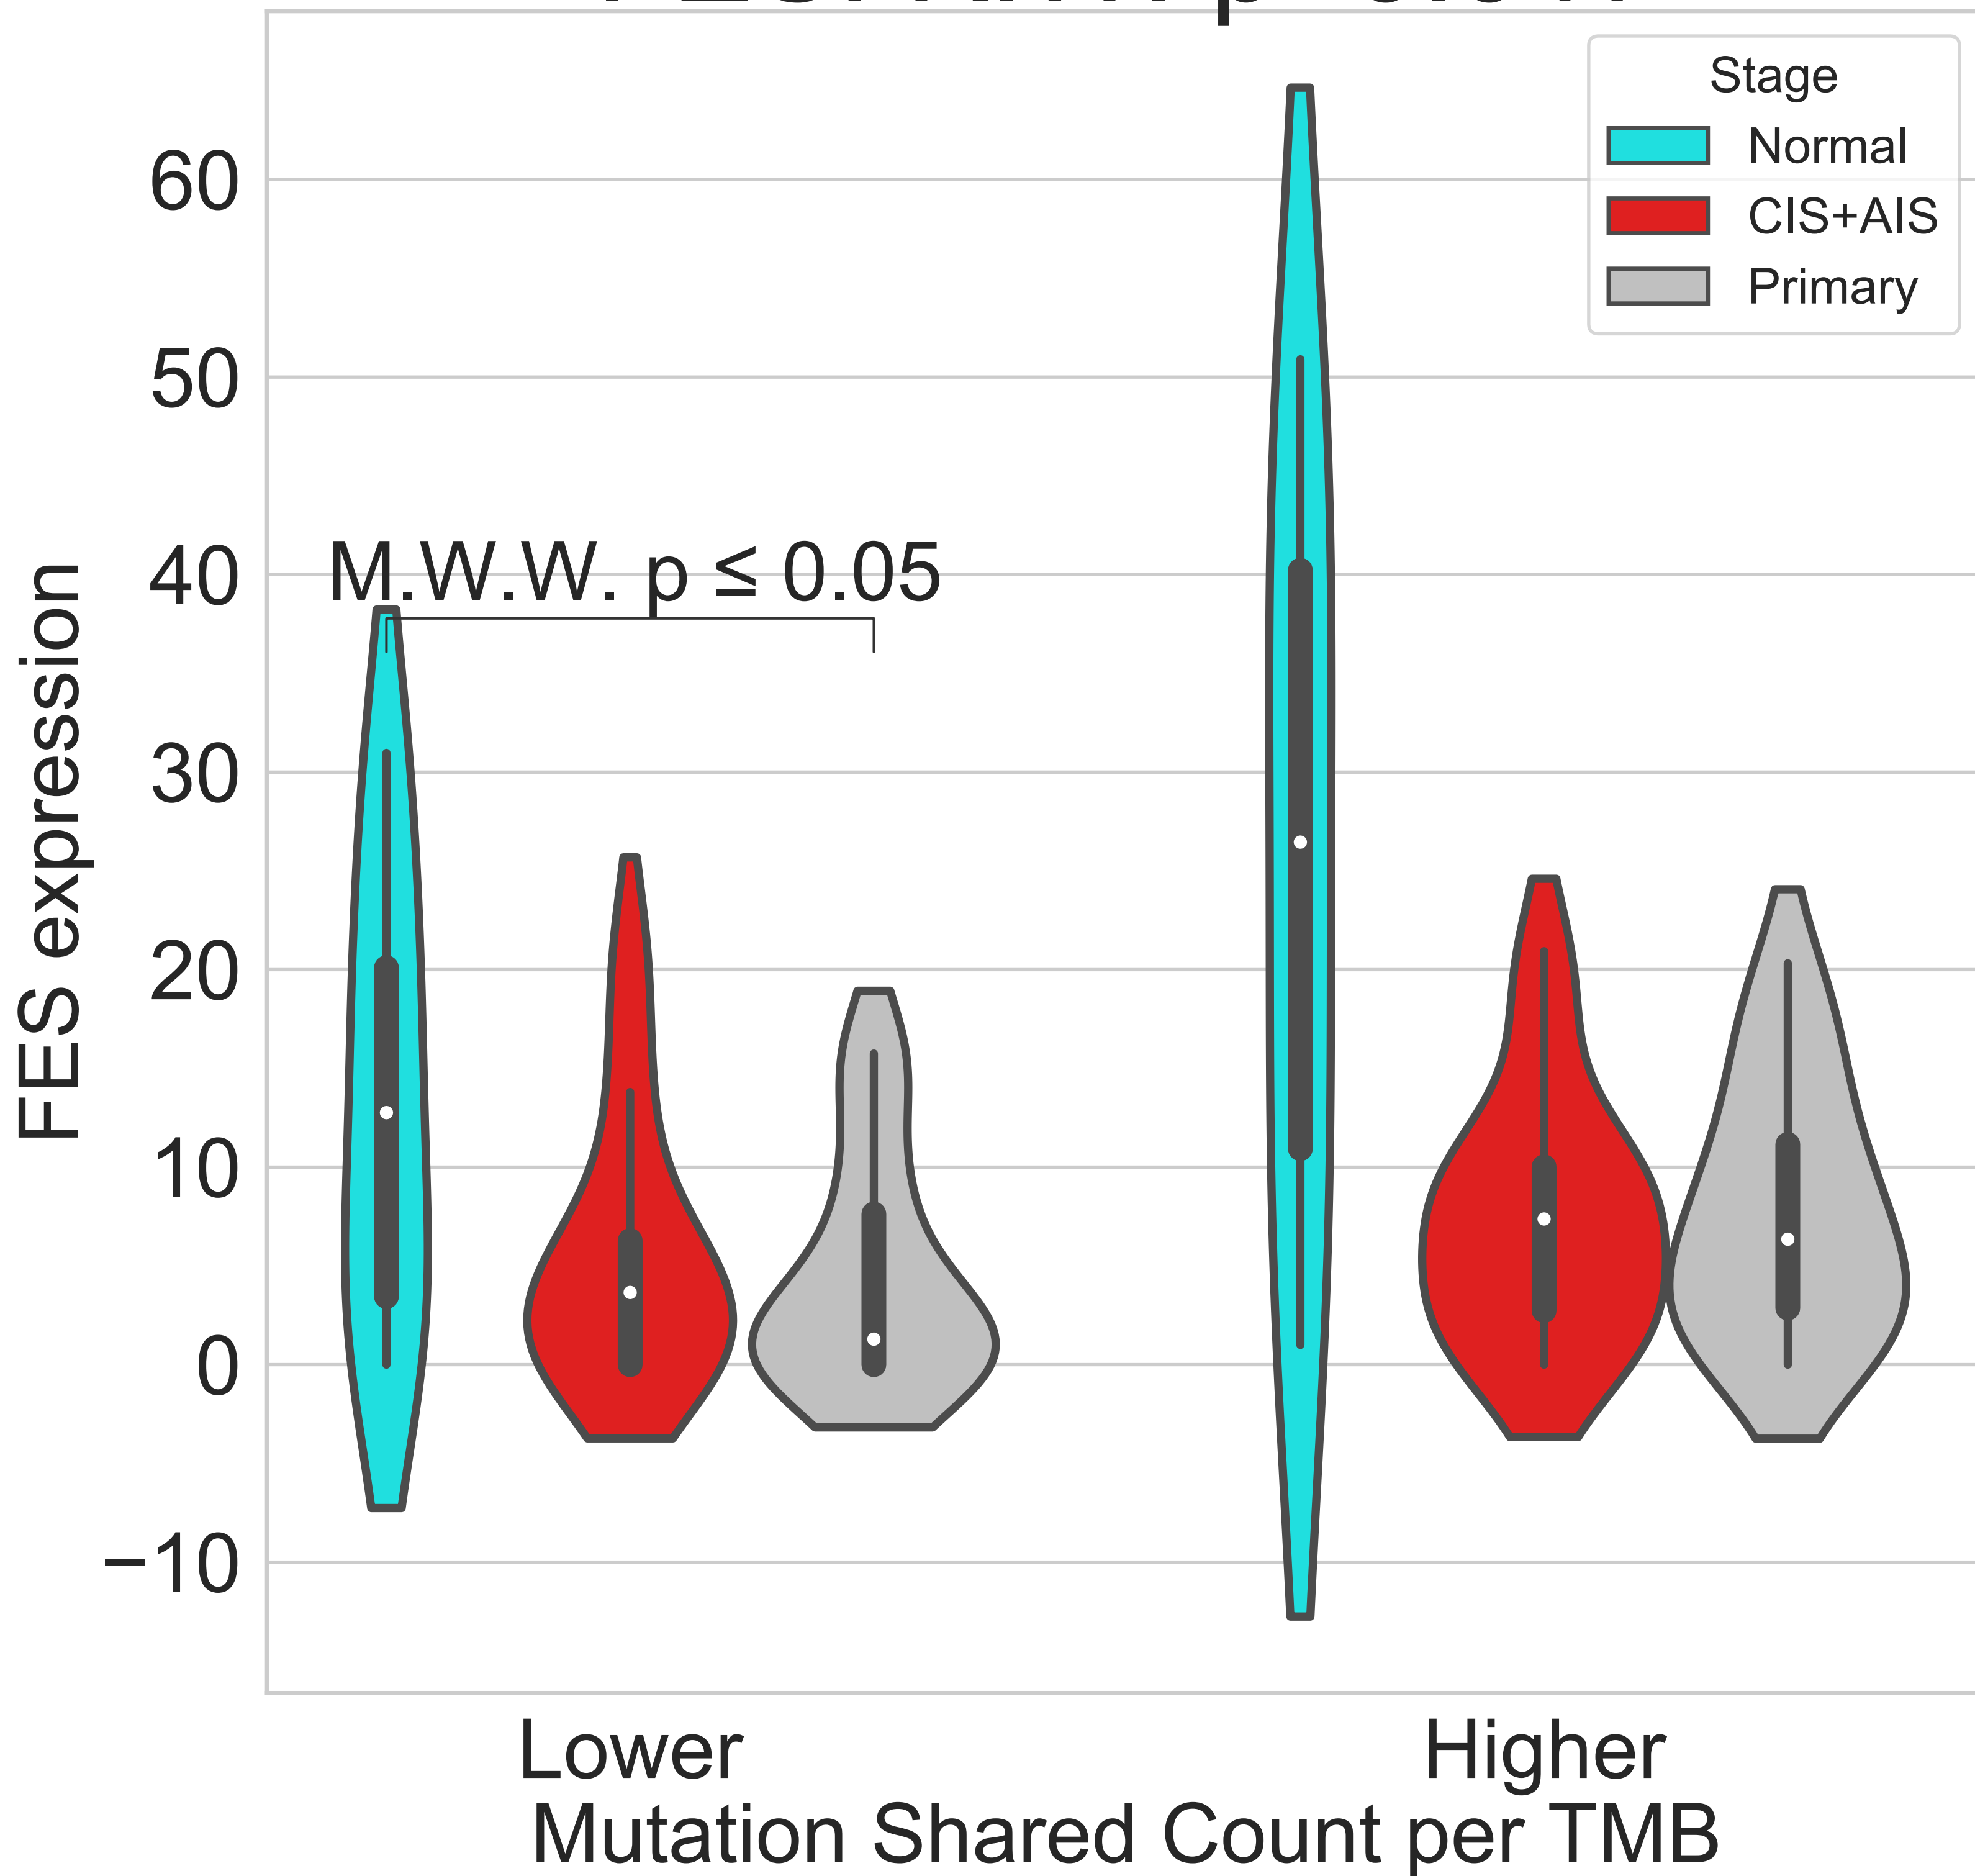 Stage
Normal
CIS+AIS
Primary
60
50
40
30
20
10
0
−10
FES expression
M.W.W. p ≤ 0.05
Lower
Higher
Mutation Shared Count per TMB